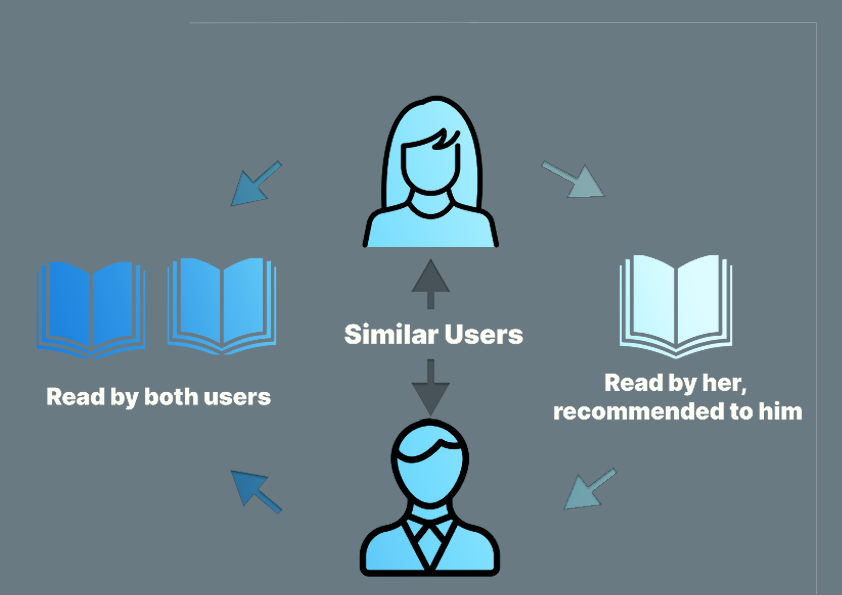 Similar Users
Read by both users
Read by her,
recommended to him